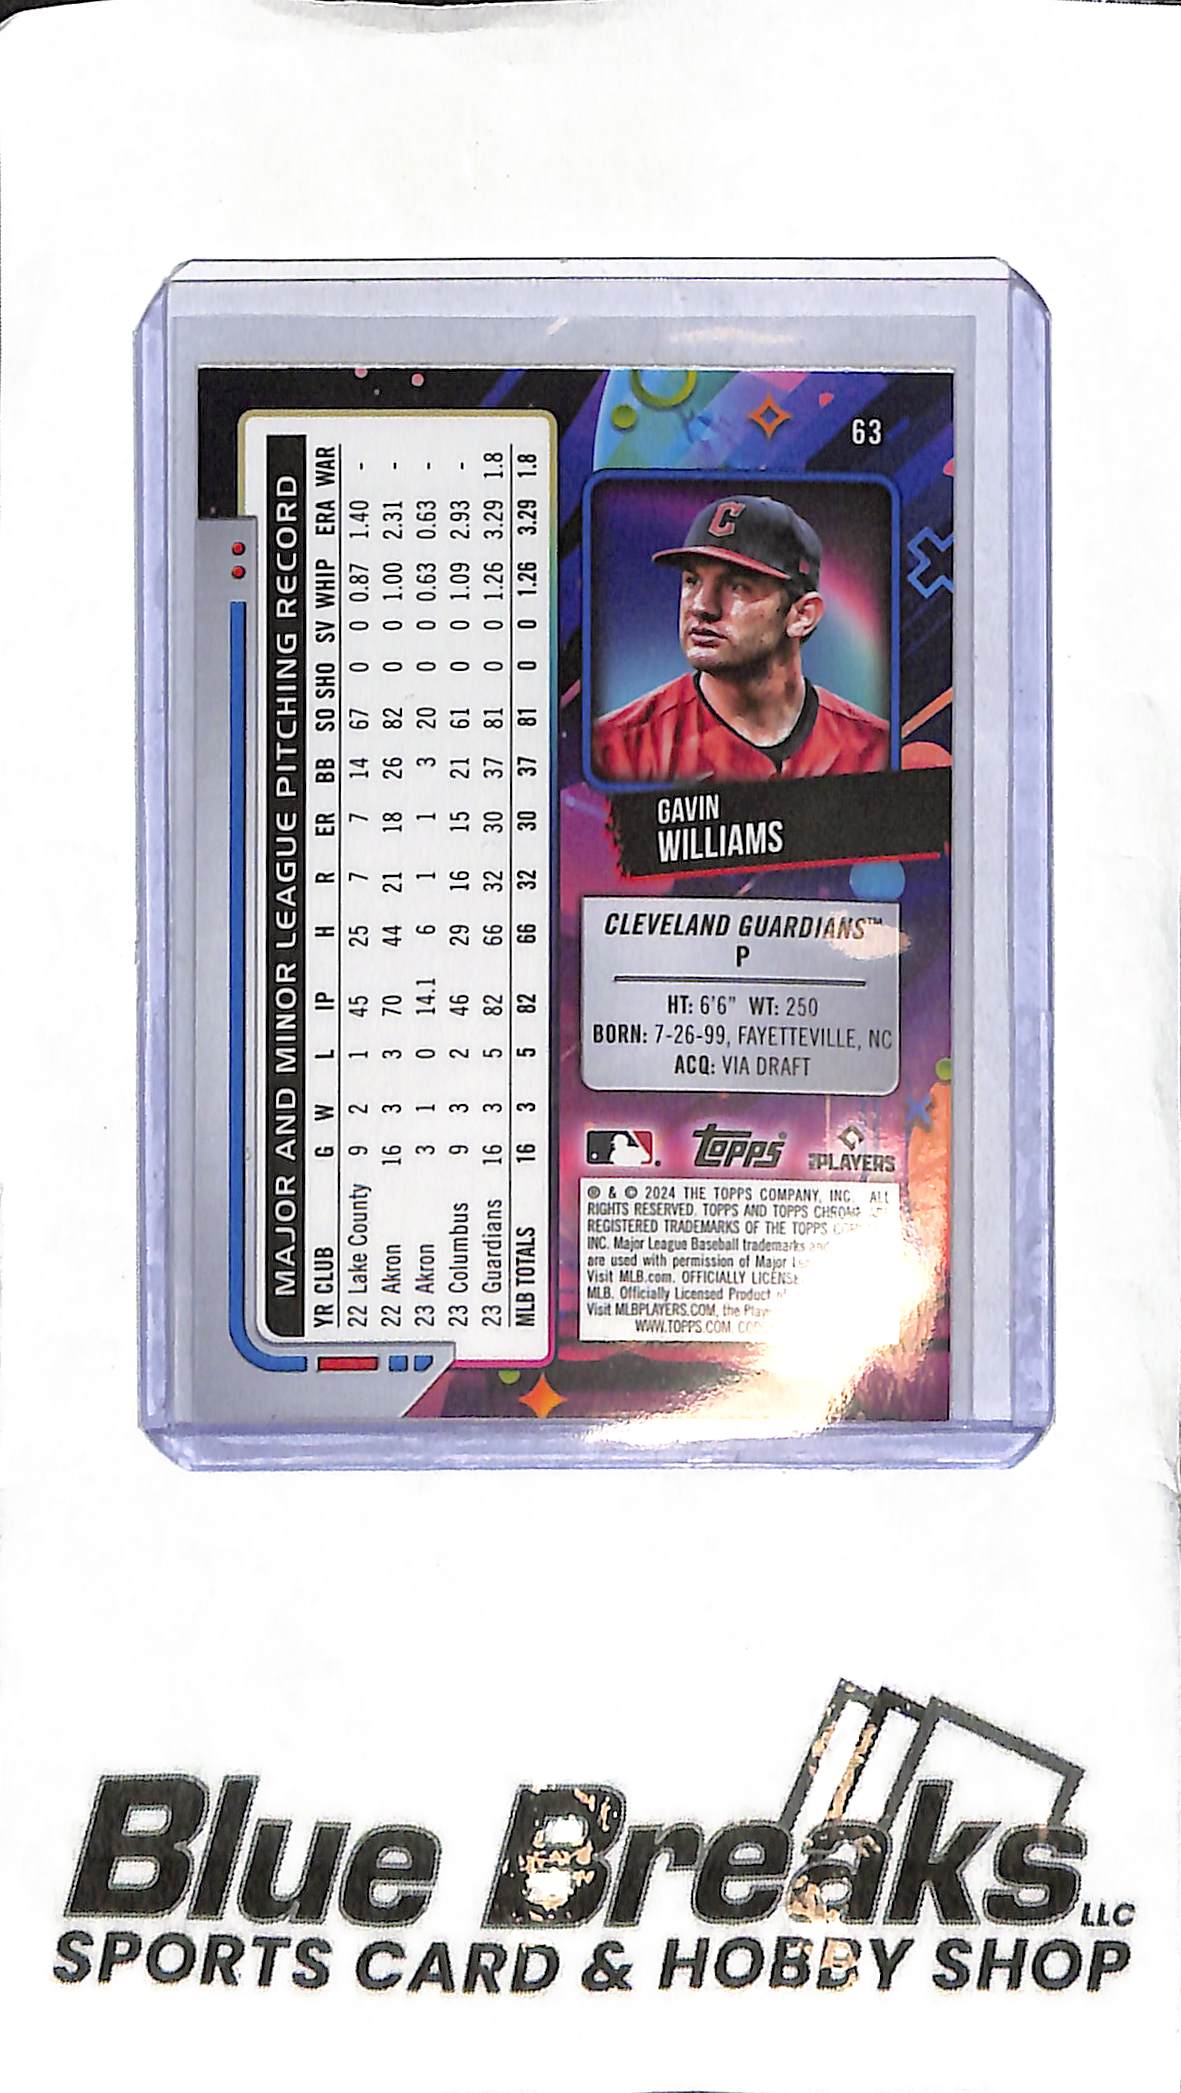 63
GAVIN
WILLIAMS
CLEVELAND GUARDIANS™
P
HT: 6'6" WT: 250
BORN: 7-26-99, FAYETTEVILLE, NC
ACQ: VIA DRAFT
topps
PLAYERS
® & © 2024 THE TOPPS COMPANY, INC. ALL
RIGHTS RESERVED. TOPPS AND TOPPS CHROME
REGISTERED TRADEMARKS OF THE TOPPS
INC. Major League Baseball trademarks
are used with permission of Major
Visit MLB.com. OFFICIALLY
MLB. Officially Licensed Product
Visit MLBPLAYERS.COM, the
WWW.TOPPS.COM
MAJOR AND MINOR LEAGUE PITCHING RECORD
YR CLUB G W L IP H R ER BB SO SHO SV WHIP ERA WAR
22 Lake County 9 2 1 45 25 7 7 14 67 0 0 0.87 1.40 -
22 Akron 16 3 3 70 44 21 18 26 82 0 0 1.00 2.31 -
23 Akron 3 1 0 14.1 6 1 1 3 20 0 0 0.63 0.63 -
23 Columbus 9 3 2 46 29 16 15 21 61 0 0 1.09 2.93 -
23 Guardians 16 3 5 82 66 32 30 37 81 0 0 1.26 3.29 1.8
MLB TOTALS 16 3 5 82 66 32 30 37 81 0 0 1.26 3.29 1.8
C
Blue Breaks LLC
SPORTS CARD & HOBBY SHOP